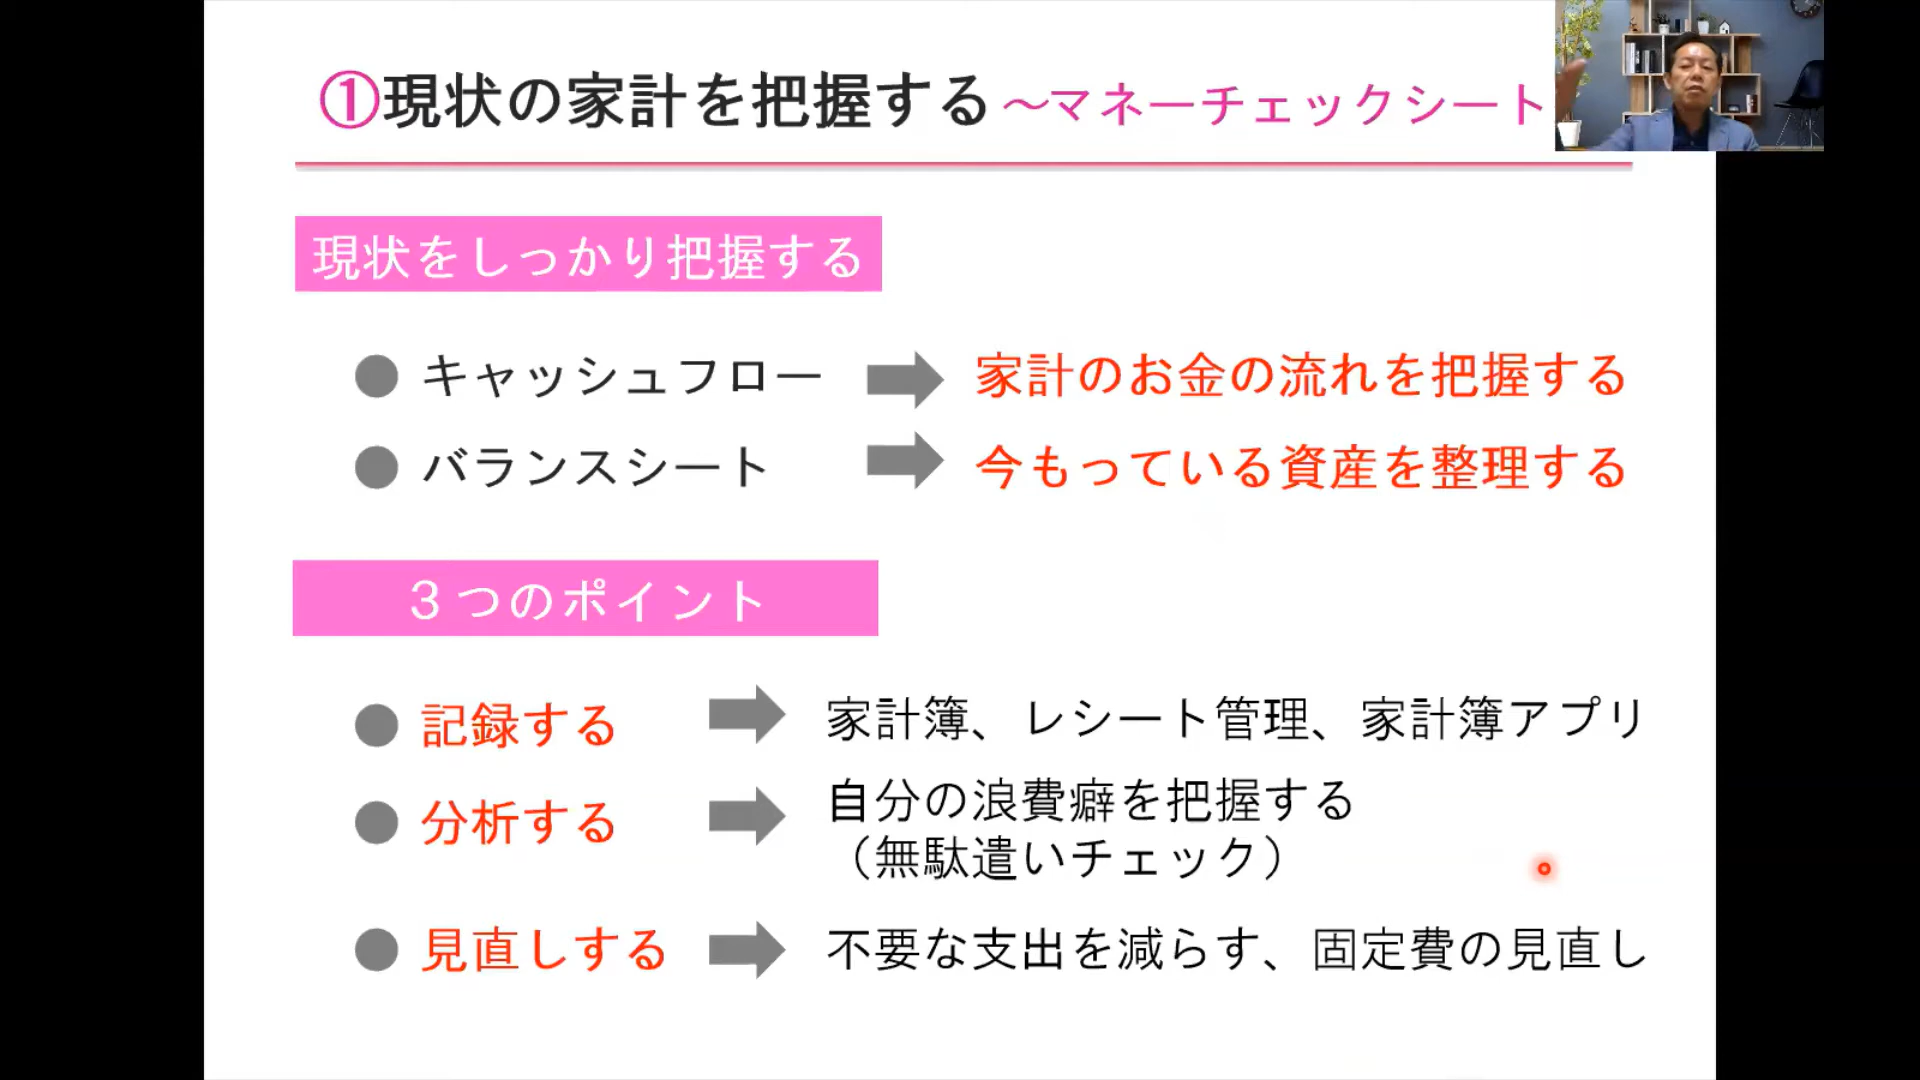 ①現状の家計を把握する～マネーチェックシート
現状をしっかり把握する
● キャッシュフロー ➡ 家計のお金の流れを把握する
● バランスシート ➡ 今もっている資産を整理する
３つのポイント
● 記録する ➡ 家計簿、レシート管理、家計簿アプリ
● 分析する ➡ 自分の浪費癖を把握する
（無駄遣いチェック）
● 見直しする ➡ 不要な支出を減らす、固定費の見直し